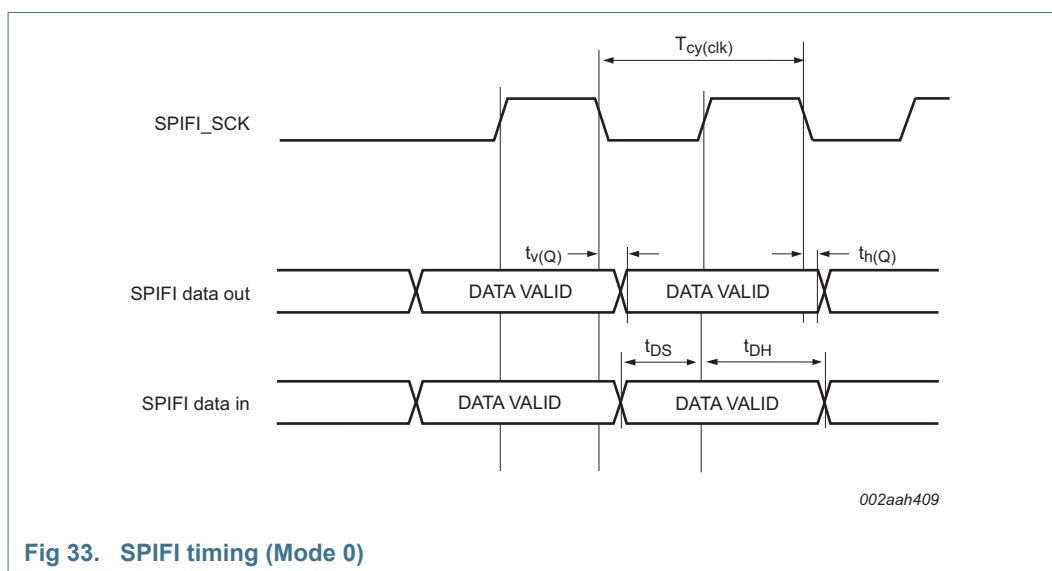 Tcy(clk)
SPIFI_SCK
tv(Q)
th(Q)
SPIFI data out
DATA VALID
DATA VALID
tDS
tDH
SPIFI data in
DATA VALID
DATA VALID
002aah409
Fig 33. SPIFI timing (Mode 0)